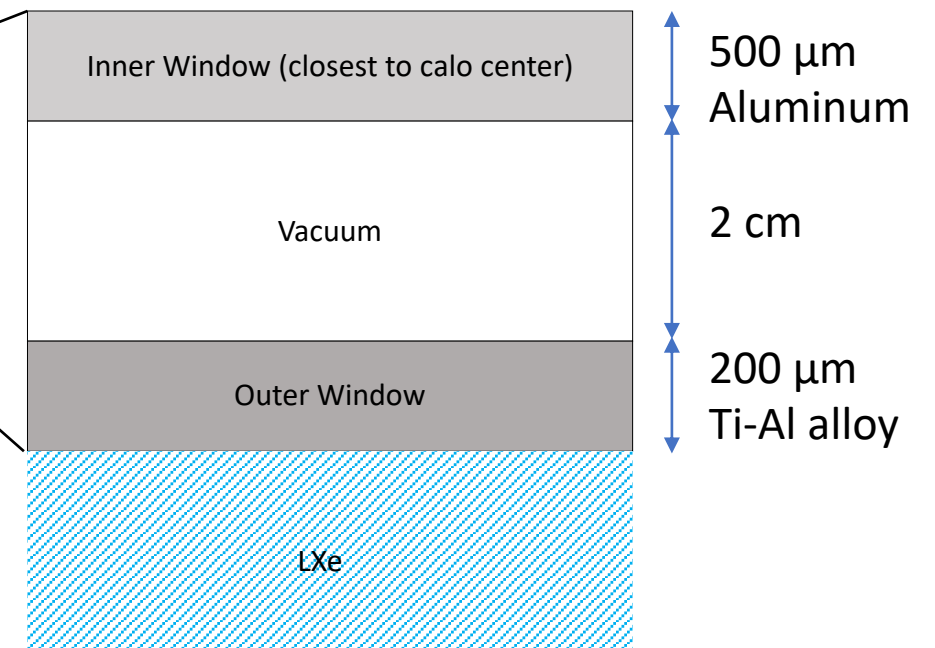 Inner Window (closest to calo center)
500 μm
Aluminum
Vacuum
2 cm
Outer Window
200 μm
Ti-Al alloy
LXe